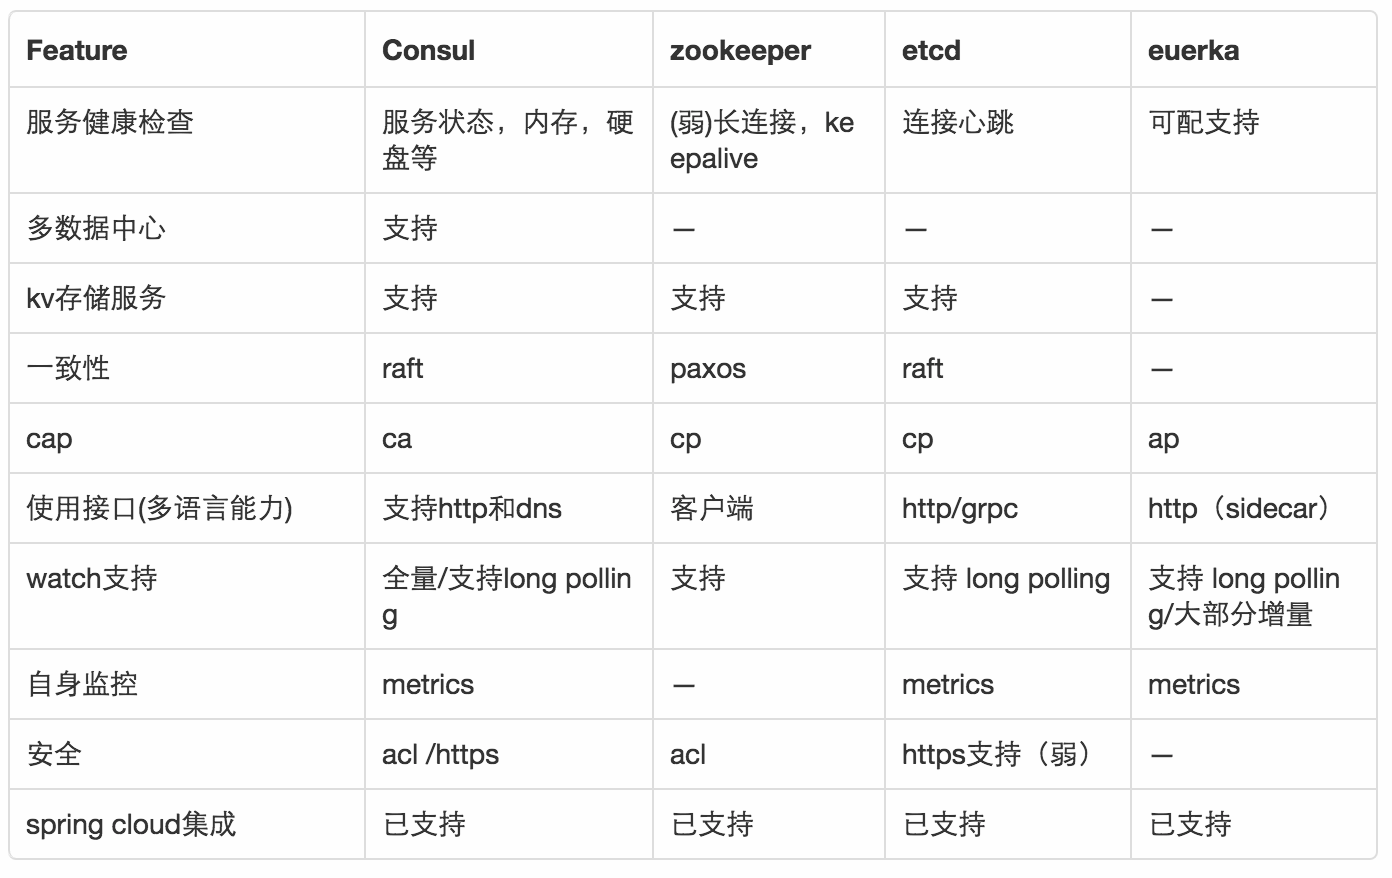 Feature Consul zookeeper etcd euerka
服务健康检查 服务状态，内存，硬 (弱)长连接，ke 连接心跳 可配支持
盘等 epalive
多数据中心 支持 — — —
kv存储服务 支持 支持 支持 —
一致性 raft paxos raft —
cap ca cp cp ap
使用接口(多语言能力) 支持http和dns 客户端 http/grpc http（sidecar）
watch支持 全量/支持long pollin 支持 支持 long polling 支持 long pollin
g g/大部分增量
自身监控 metrics — metrics metrics
安全 acl /https acl https支持（弱） —
spring cloud集成 已支持 已支持 已支持 已支持